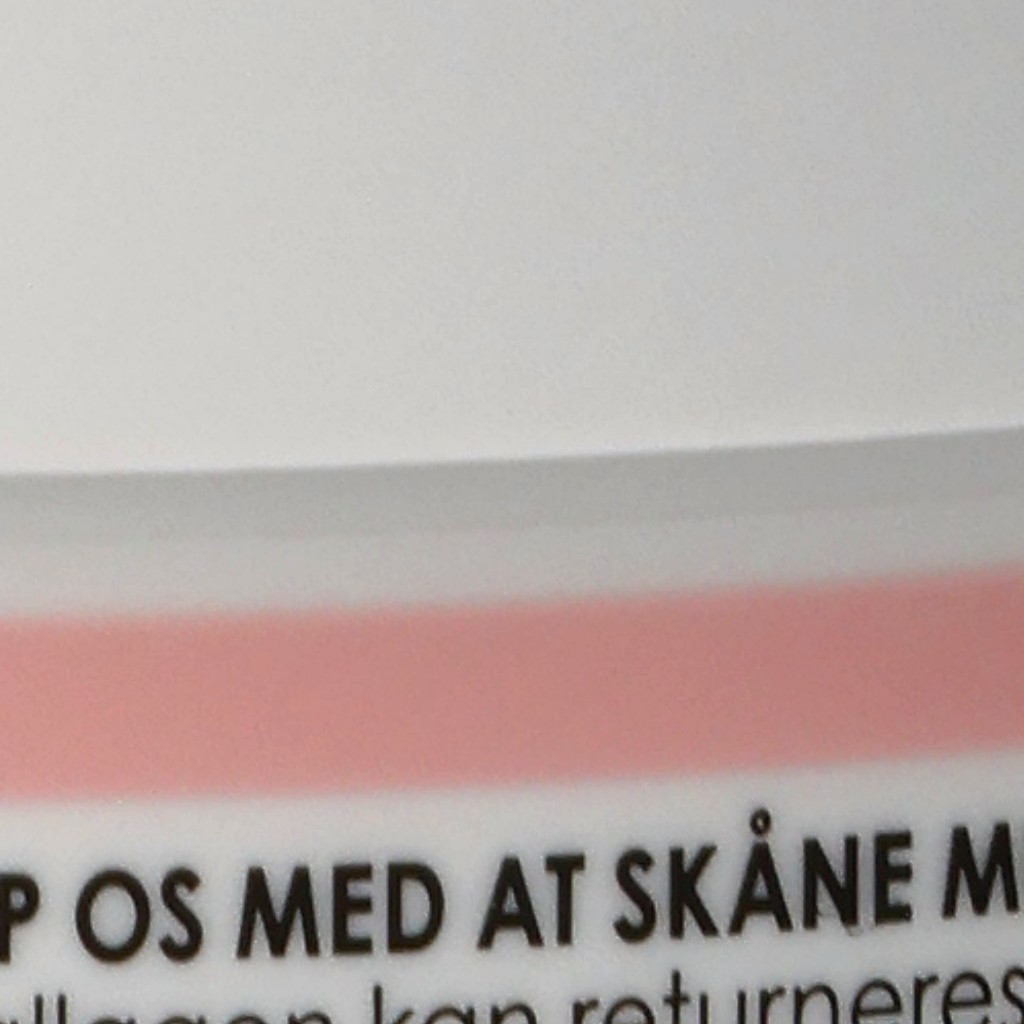 P OS MED AT SKÅNE M
kan returneres